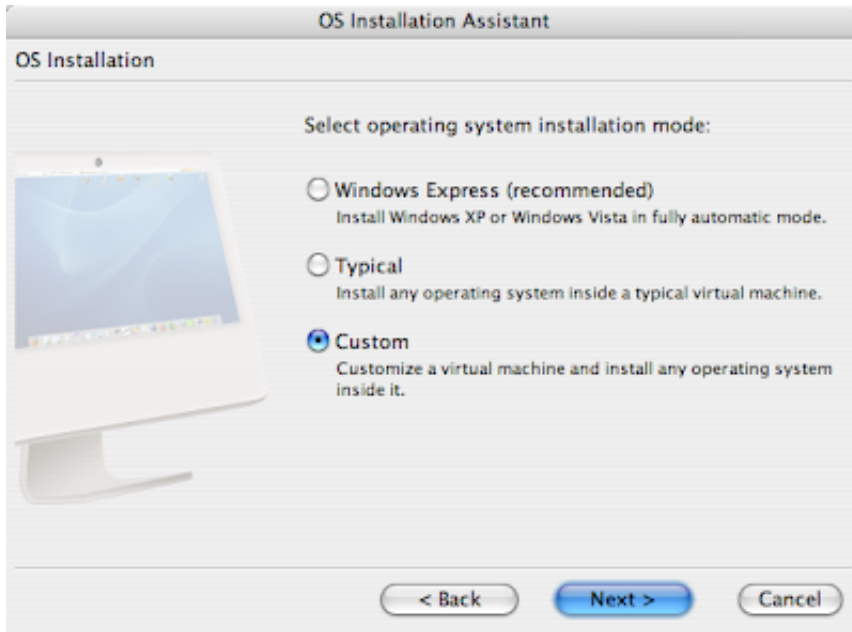 OS Installation Assistant
OS Installation
Select operating system installation mode:
Windows Express (recommended)
Install Windows XP or Windows Vista in fully automatic mode.
Typical
Install any operating system inside a typical virtual machine.
Custom
Customize a virtual machine and install any operating system
inside it.
< Back
Next >
Cancel